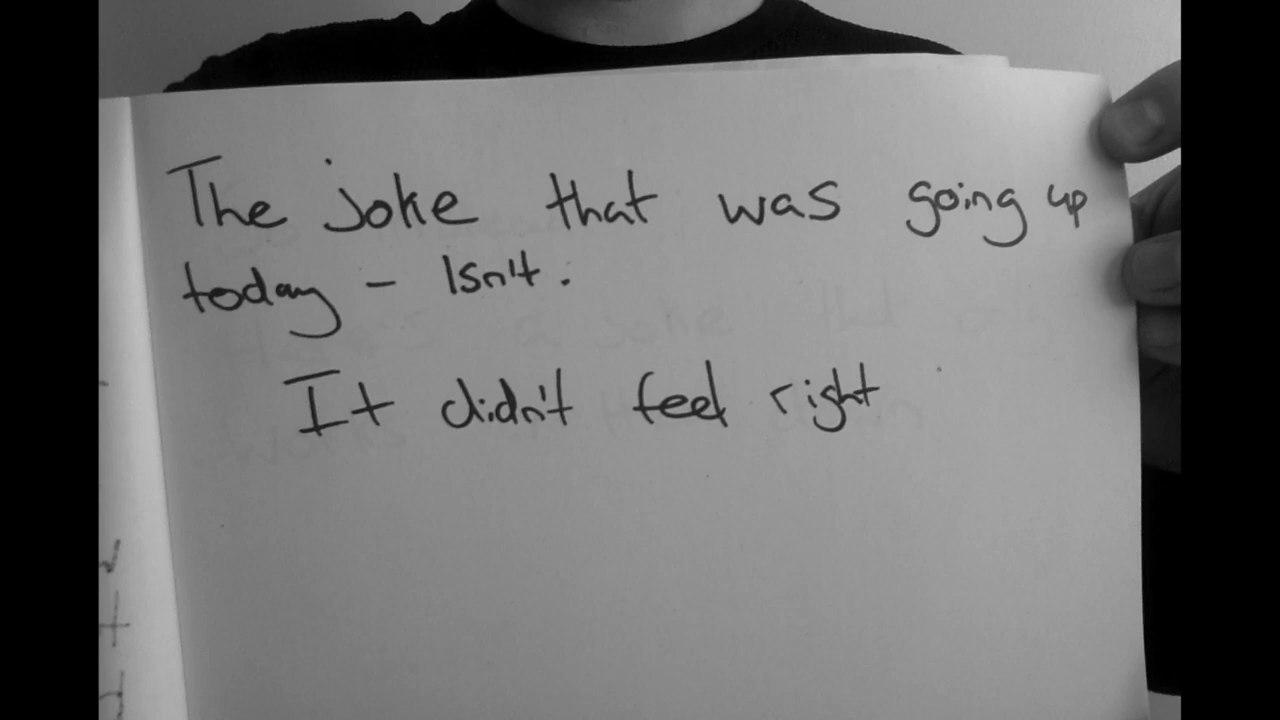 The joke that was going up
today - Isn't.
It didn't feel right